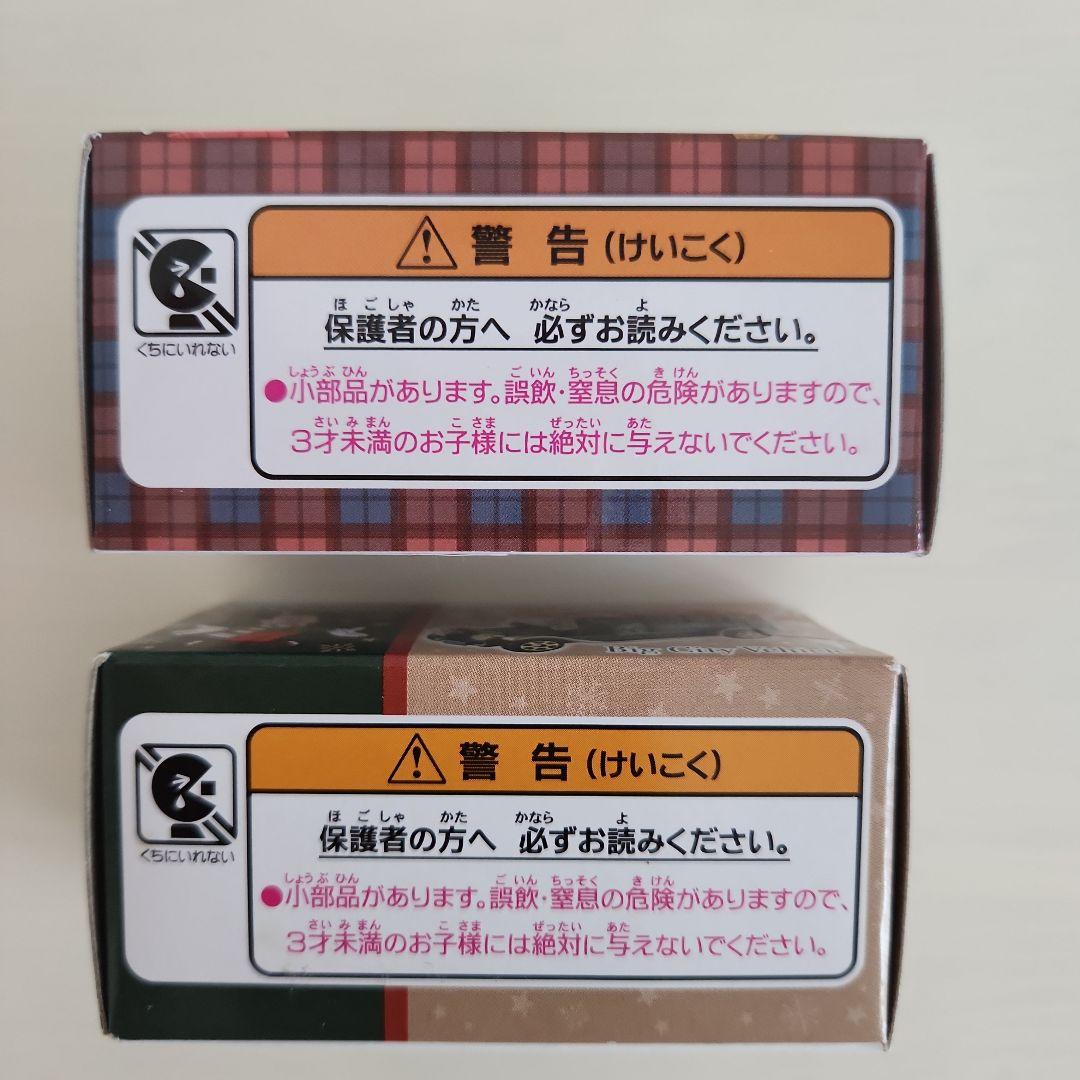 警 告 (けいこく)
くちにいれない
ほごしゃ かた かなら よ
保護者の方へ 必ずお読みください。
しょうぶひん ごいん ちっそく きけん
●小部品があります。誤飲・窒息の危険がありますので、
さいみまん こさま ぜったい あた
3才未満のお子様には絶対に与えないでください。
Big City Vehicle
警 告 (けいこく)
くちにいれない
ほごしゃ かた かなら よ
保護者の方へ 必ずお読みください。
しょうぶひん ごいん ちっそく きけん
●小部品があります。誤飲・窒息の危険がありますので、
さいみまん こさま ぜったい あた
3才未満のお子様には絶対に与えないでください。